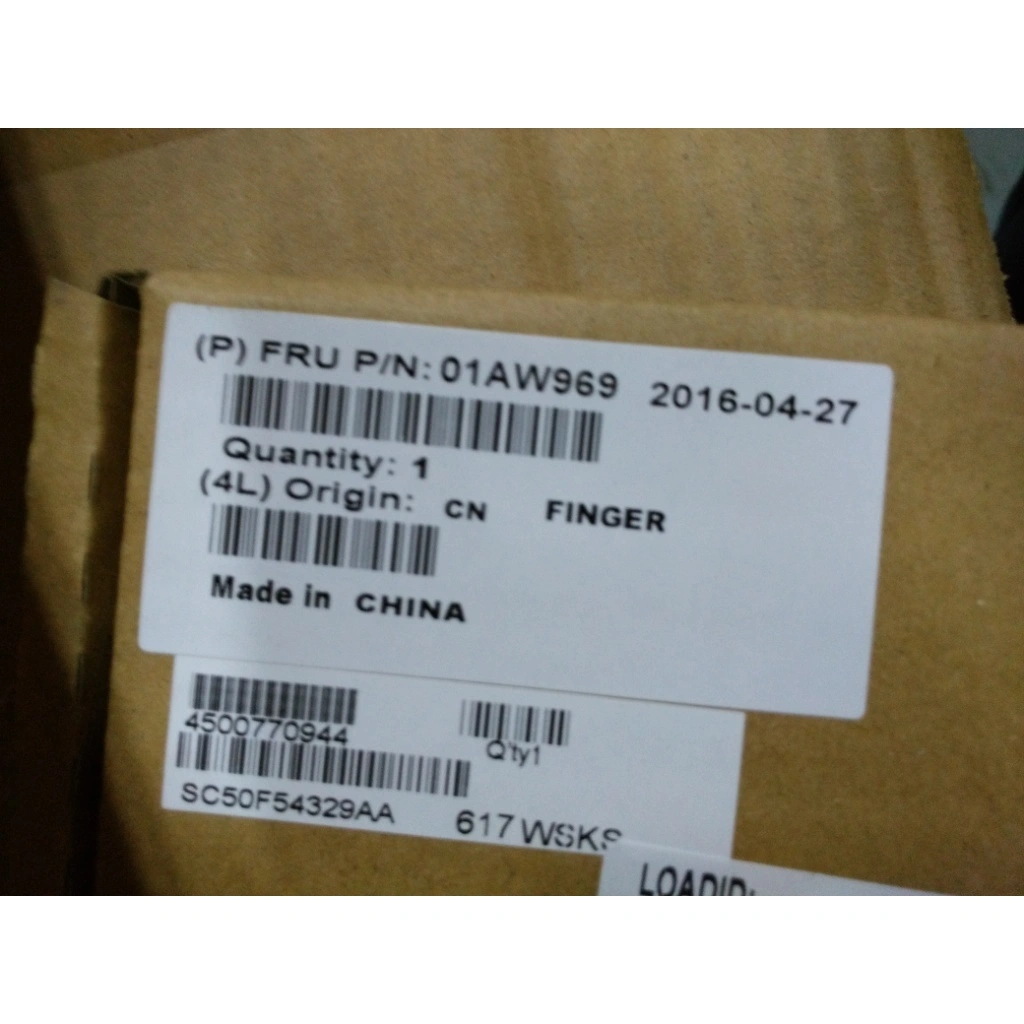 (P) FRU P/N: 01AW969 2016-04-27
Quantity: 1
(4L) Origin: CN FINGER
Made in CHINA
4500770944
Q'ty1
SC50F54329AA 617 WSKS
LOADID: